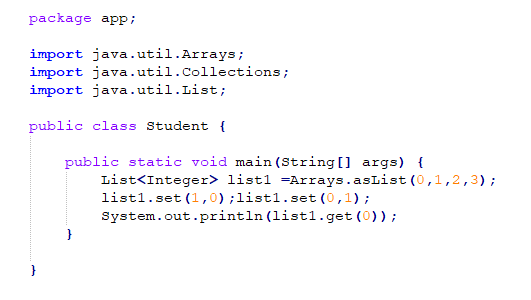 package app;
import java.util.Arrays;
import java.util.Collections;
import java.util.List;
public class Student {
public static void main(String[] args) {
List<Integer> list1 =Arrays.asList(0,1,2,3);
list1.set(1,0);list1.set(0,1);
System.out.println(list1.get(0));
}
}